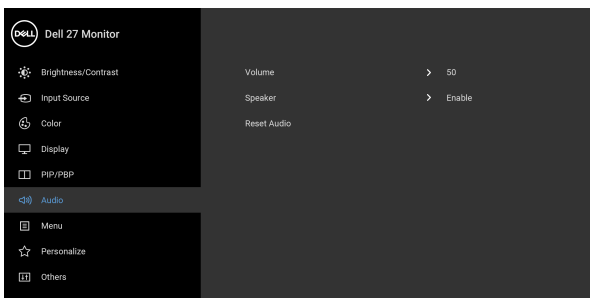 DELL Dell 27 Monitor
Brightness/Contrast
Input Source
Color
Display
PIP/PBP
Audio
Menu
Personalize
Others
Volume 50
Speaker Enable
Reset Audio